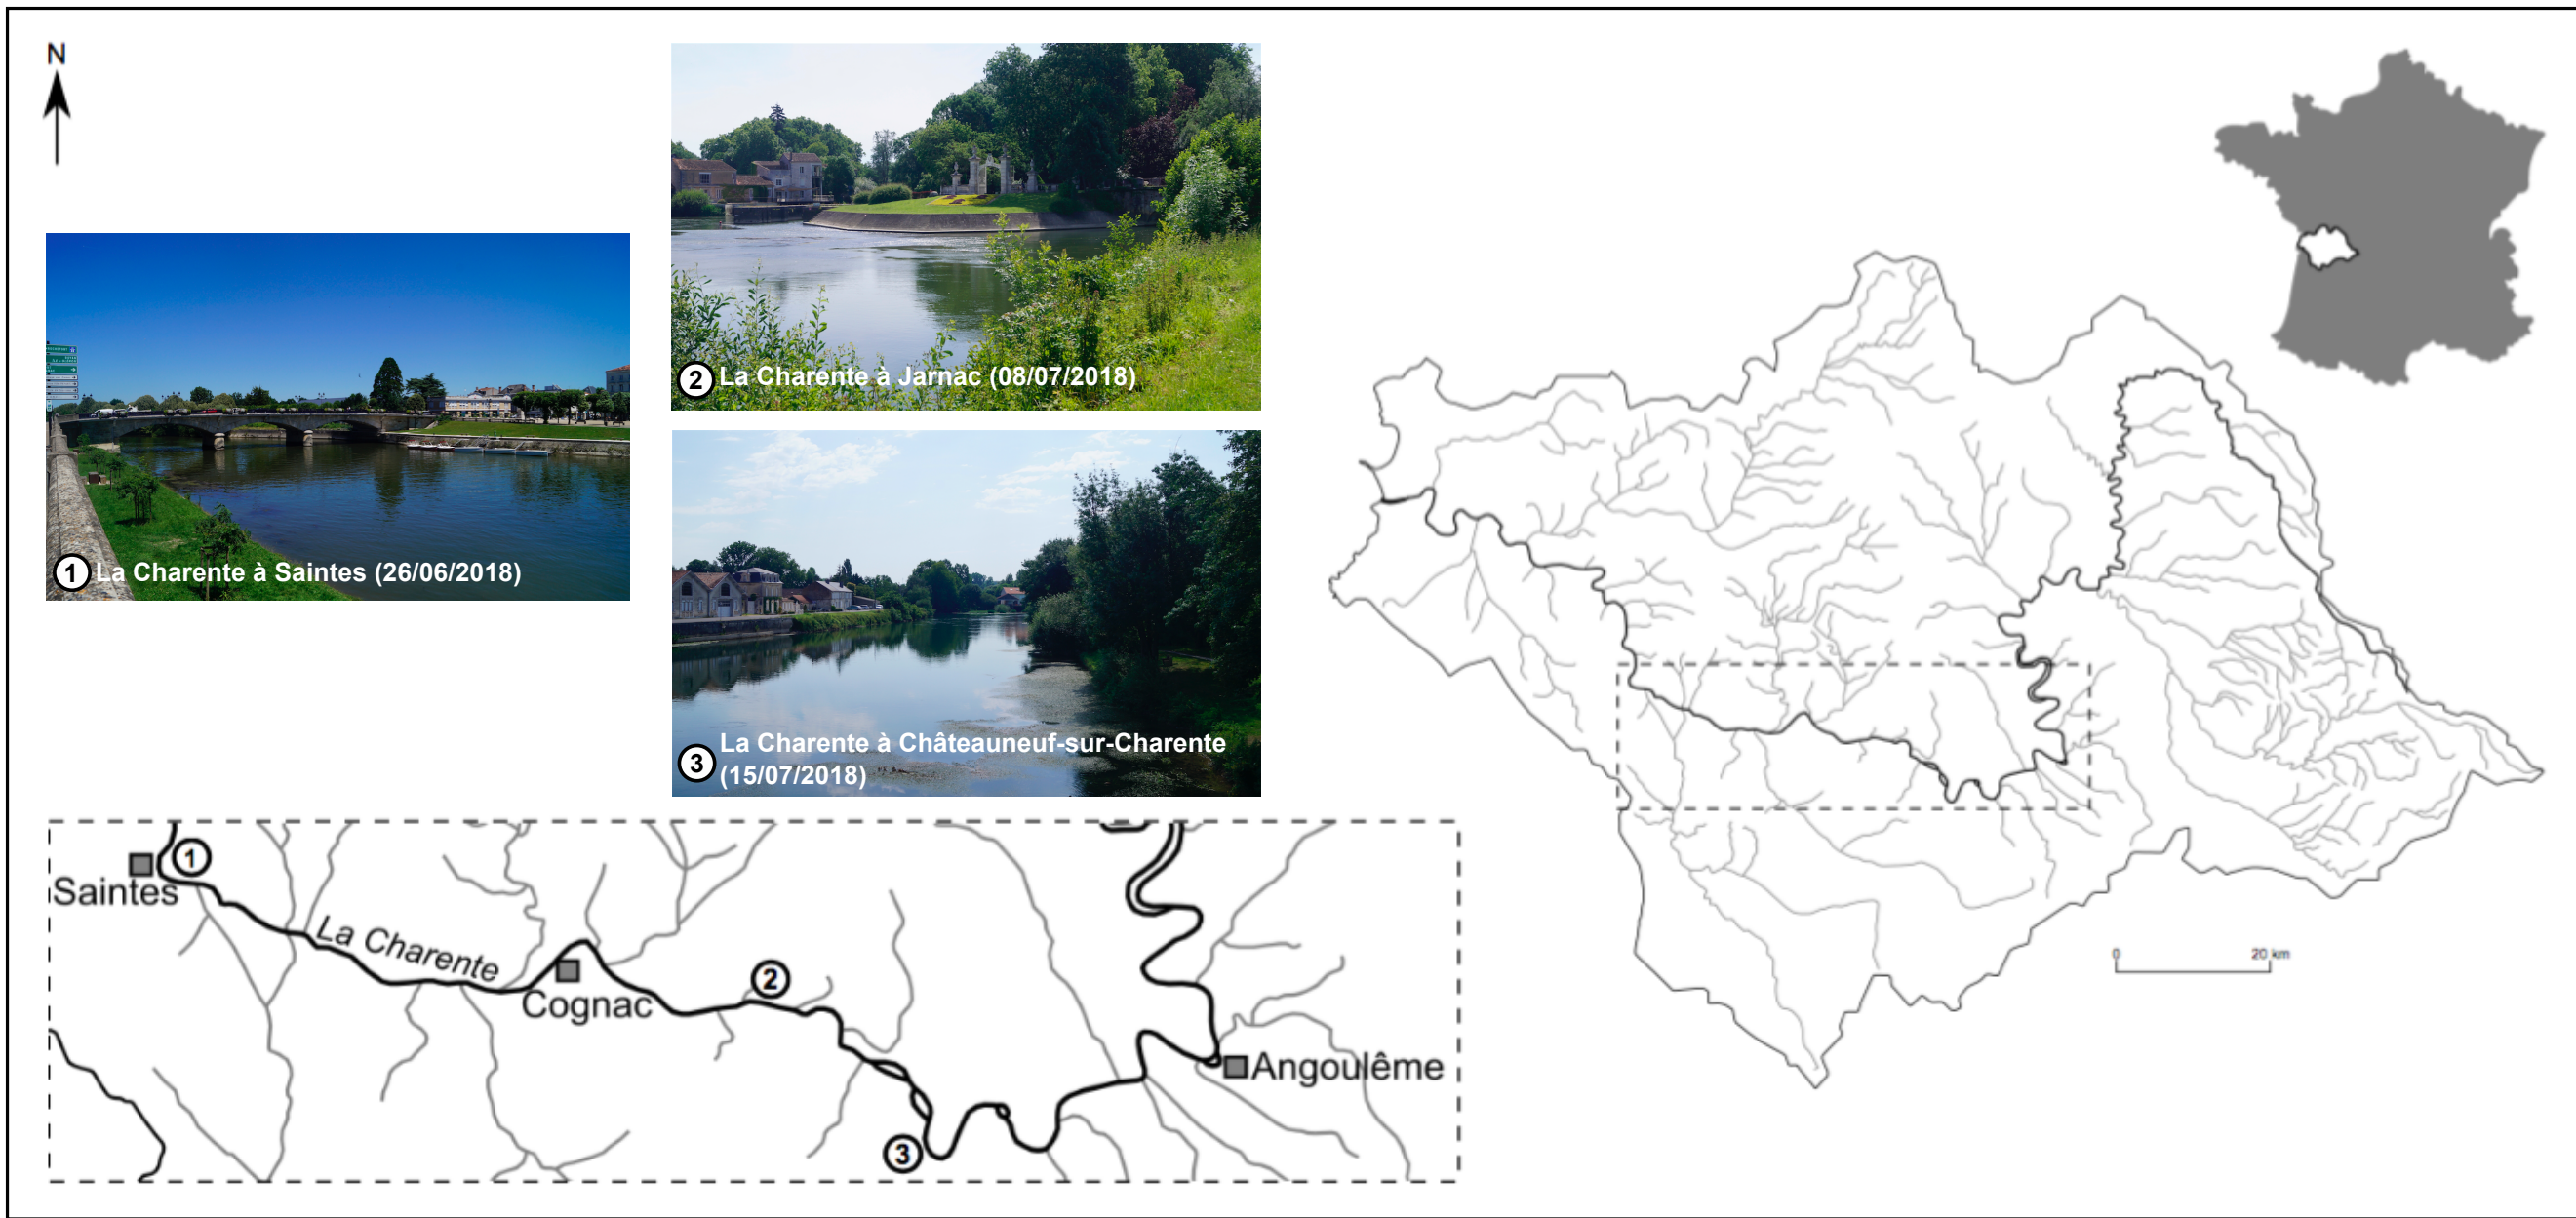 N
2 La Charente à Jarnac (08/07/2018)
1 La Charente à Saintes (26/06/2018)
3 La Charente à Châteauneuf-sur-Charente
(15/07/2018)
1
Saintes
La Charente
Cognac
2
3
Angoulême
0 20 km